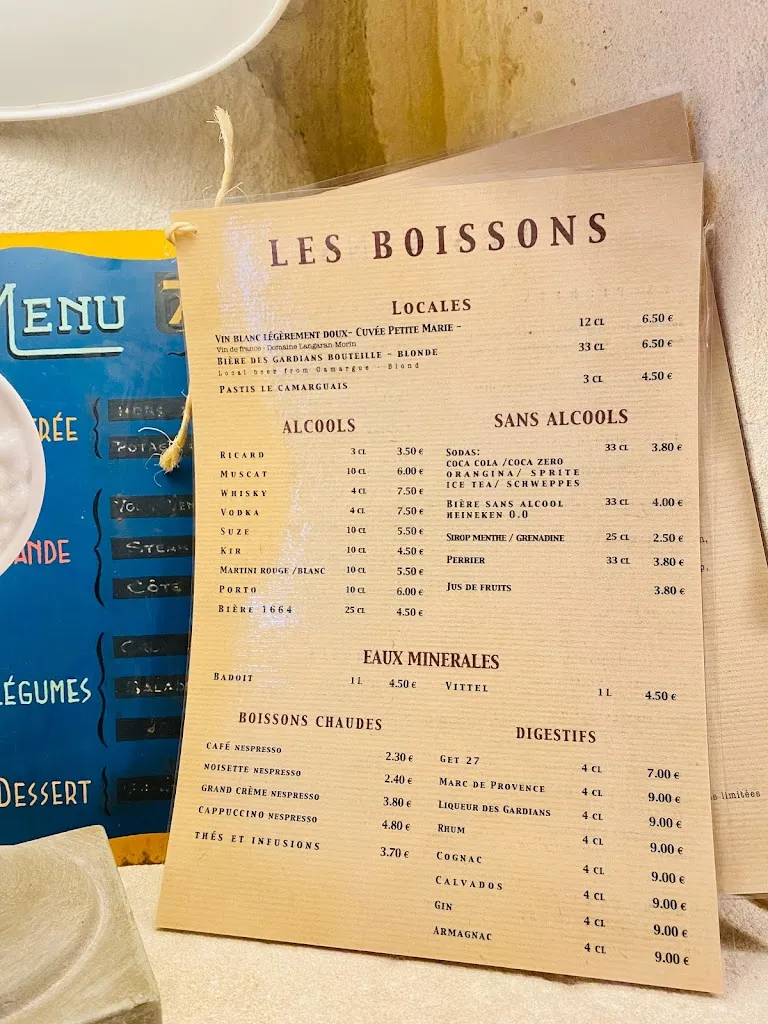 LES BOISSONS
LOCALES
VIN BLANC LÉGÈREMENT DOUX- CUVÉE PETITE MARIE - 12 CL 6.50 €
Vin de france - Domaine Langaran-Morin
BIÈRE DES GARDIANS BOUTEILLE - BLONDE 33 CL 6.50 €
Local beer from Camargue - Blond
PASTIS LE CAMARGUAIS 3 CL 4.50 €
ALCOOLS
RICARD 3 CL 3.50 €
MUSCAT 10 CL 6.00 €
WHISKY 4 CL 7.50 €
VODKA 4 CL 7.50 €
SUZE 10 CL 5.50 €
KIR 10 CL 4.50 €
MARTINI ROUGE /BLANC 10 CL 5.50 €
PORTO 10 CL 6.00 €
BIÈRE 1664 25 CL 4.50 €
SANS ALCOOLS
SODAS: 33 CL 3.80 €
COCA COLA /COCA ZERO
ORANGINA/ SPRITE
ICE TEA/ SCHWEPPES
BIÈRE SANS ALCOOL 33 CL 4.00 €
HEINEKEN 0.0
SIROP MENTHE / GRENADINE 25 CL 2.50 €
PERRIER 33 CL 3.80 €
JUS DE FRUITS 3.80 €
EAUX MINERALES
BADOIT 1 L 4.50 € VITTEL 1 L 4.50 €
BOISSONS CHAUDES
CAFÉ NESPRESSO 2.30 €
NOISETTE NESPRESSO 2.40 €
GRAND CRÈME NESPRESSO 3.80 €
CAPPUCCINO NESPRESSO 4.80 €
THÉS ET INFUSIONS 3.70 €
DIGESTIFS
GET 27 4 CL 7.00 €
MARC DE PROVENCE 4 CL 9.00 €
LIQUEUR DES GARDIANS 4 CL 9.00 €
RHUM 4 CL 9.00 €
COGNAC 4 CL 9.00 €
CALVADOS 4 CL 9.00 €
GIN 4 CL 9.00 €
ARMAGNAC 4 CL 9.00 €
MENU
RÉE
ANDE
CÔTE
LÉGUMES
DESSERT
limitées